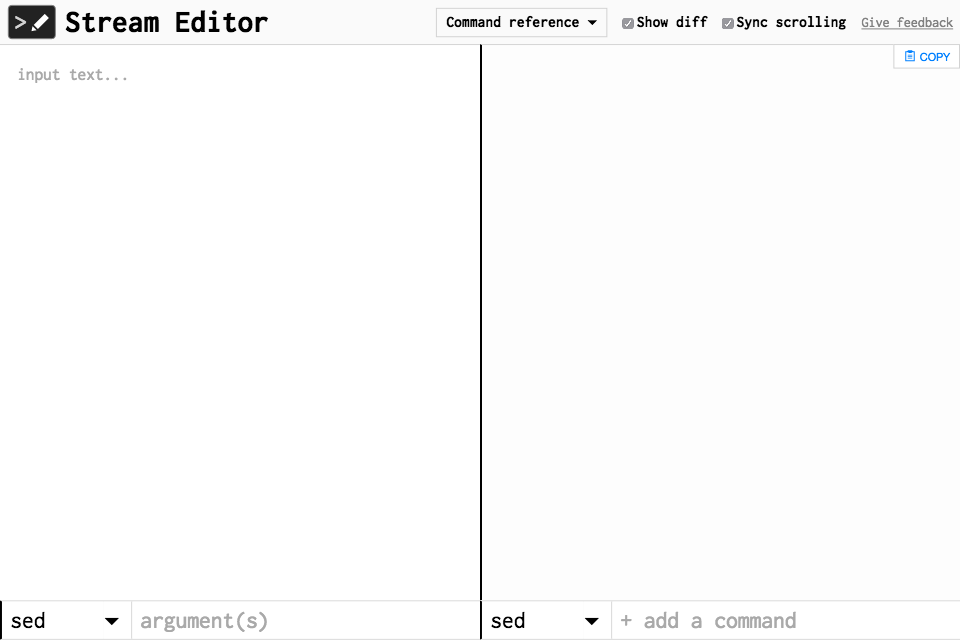 >
Stream Editor
Command reference
Show diff
Sync scrolling
Give feedback
input text...
COPY
sed
argument(s)
sed
+ add a command